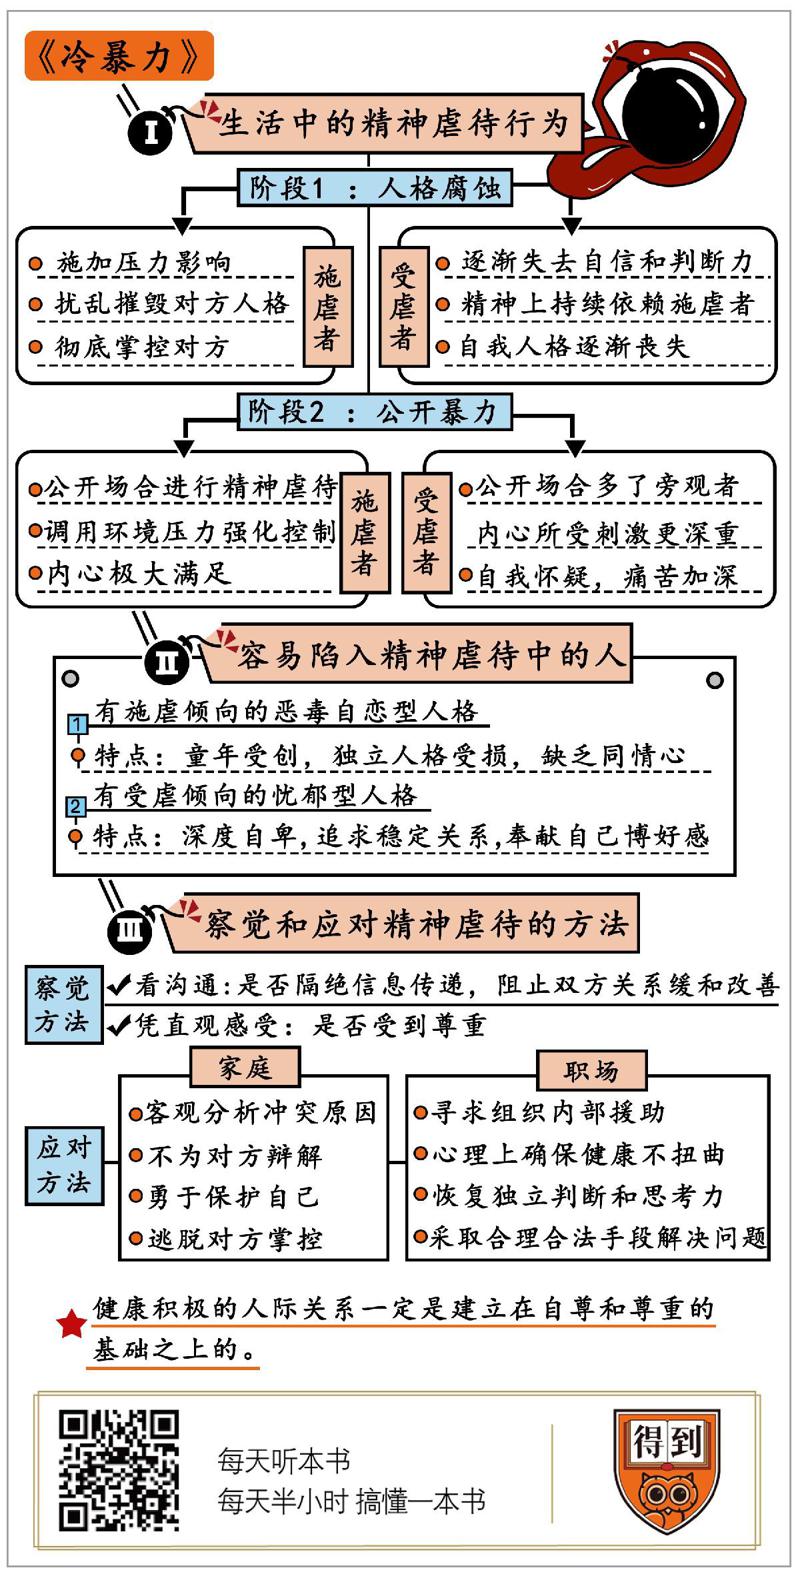 《冷暴力》
I
生活中的精神虐待行为
阶段1 ：人格腐蚀
施虐者
施加压力影响
扰乱摧毁对方人格
彻底掌控对方
受虐者
逐渐失去自信和判断力
精神上持续依赖施虐者
自我人格逐渐丧失
阶段2 ：公开暴力
施虐者
公开场合进行精神虐待
调用环境压力强化控制
内心极大满足
受虐者
公开场合多了旁观者
内心所受刺激更深重
自我怀疑，痛苦加深
II
容易陷入精神虐待中的人
1
有施虐倾向的恶毒自恋型人格
特点：童年受创，独立人格受损，缺乏同情心
2
有受虐倾向的忧郁型人格
特点：深度自卑,追求稳定关系,奉献自己博好感
III
察觉和应对精神虐待的方法
察觉
方法
看沟通:是否隔绝信息传递，阻止双方关系缓和改善
凭直观感受：是否受到尊重
应对
方法
家庭
客观分析冲突原因
不为对方辩解
勇于保护自己
逃脱对方掌控
职场
寻求组织内部援助
心理上确保健康不扭曲
恢复独立判断和思考力
采取合理合法手段解决问题
健康积极的人际关系一定是建立在自尊和尊重的
基础之上的。
每天听本书
每天半小时 搞懂一本书
得到